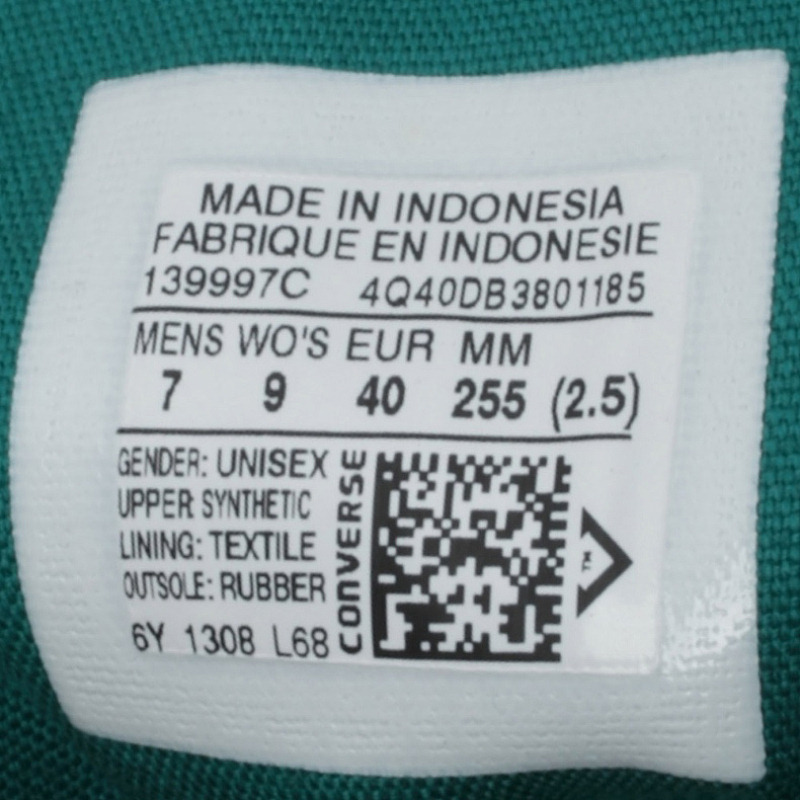 MADE IN INDONESIA
FABRIQUE EN INDONESIE
139997C 4Q40DB3801185
MENS WO'S EUR MM
7 9 40 255 (2.5)
GENDER: UNISEX
UPPER SYNTHETIC
LINING: TEXTILE
OUTSOLE: RUBBER
6Y 1308 L68
CONVERSE
TM